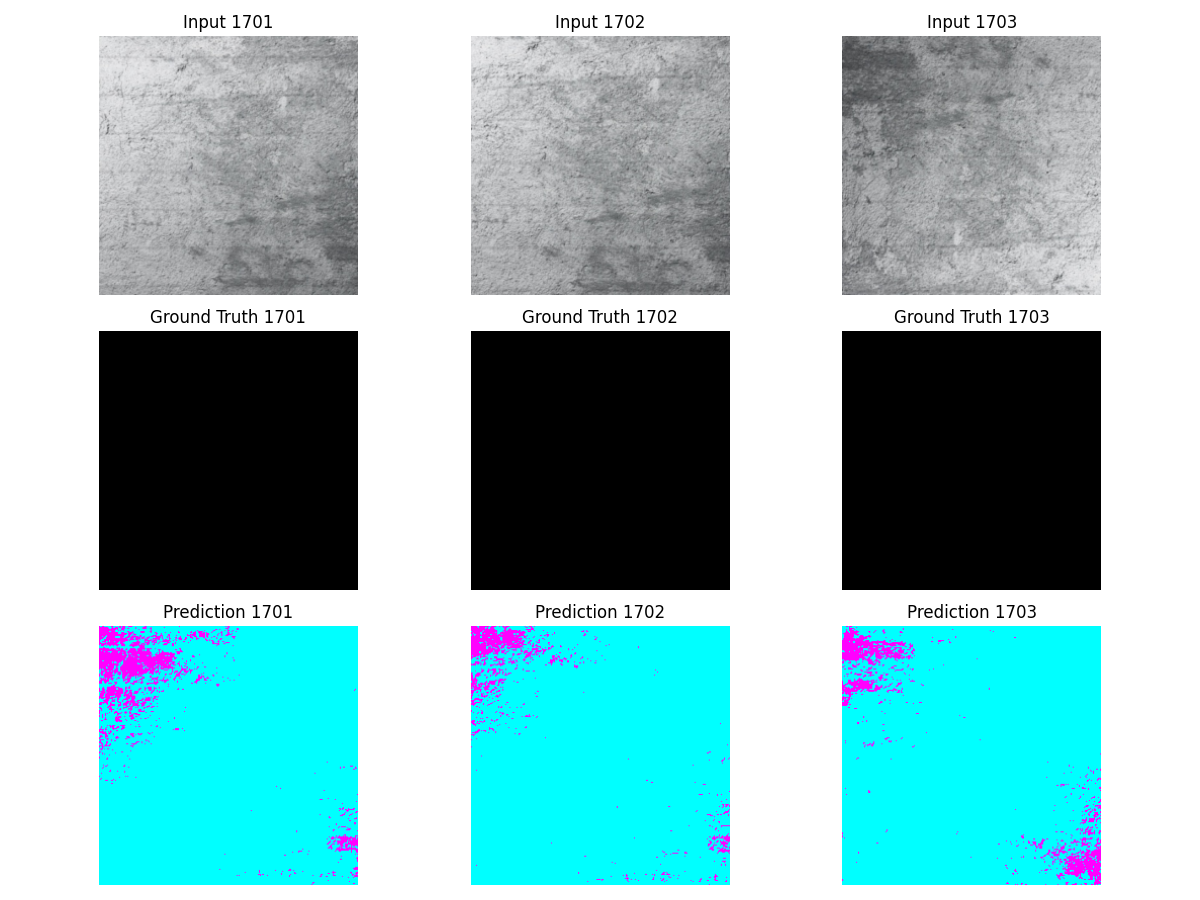 Input 1701
Input 1702
Input 1703
Ground Truth 1701
Ground Truth 1702
Ground Truth 1703
Prediction 1701
Prediction 1702
Prediction 1703